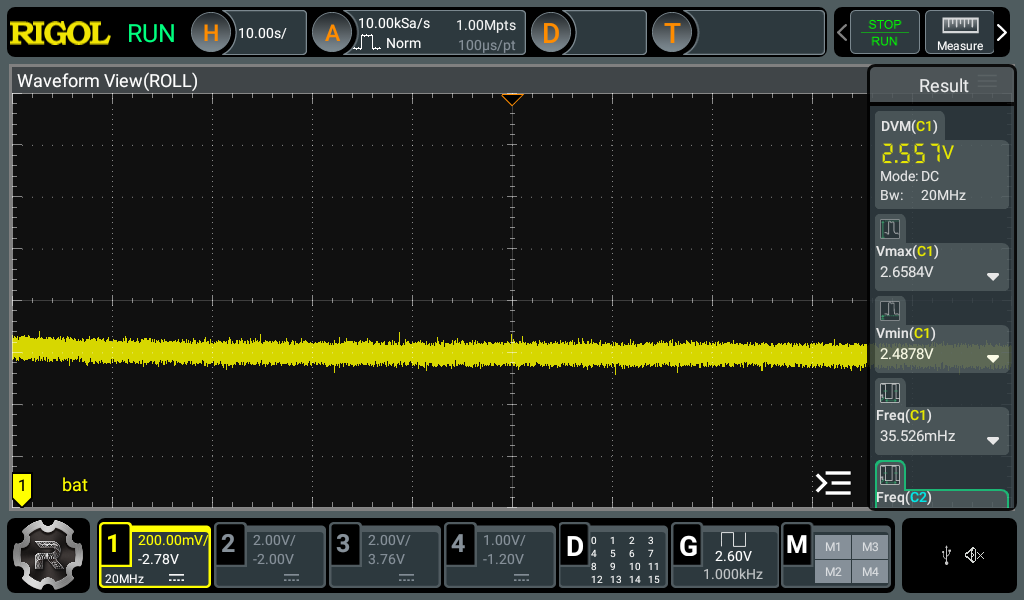 RIGOL RUN H 10.00s/ A 10.00kSa/s 1.00Mpts D T STOP
Norm 100µs/pt RUN Measure
Waveform View(ROLL) Result
DVM(C1)
2.557V
Mode: DC
Bw: 20MHz
Vmax(C1)
2.6584V
Vmin(C1)
2.4878V
Freq(C1)
35.526mHz
Freq(C2)
1 bat
1 200.00mV/ 2 2.00V/ 3 2.00V/ 4 1.00V/ D 0 1 2 3 G M M1 M3
-2.78V -2.00V 3.76V -1.20V 4 5 6 7 2.60V
8 9 10 11 1.00kHz M2 M4
20MHz 12 13 14 15
R